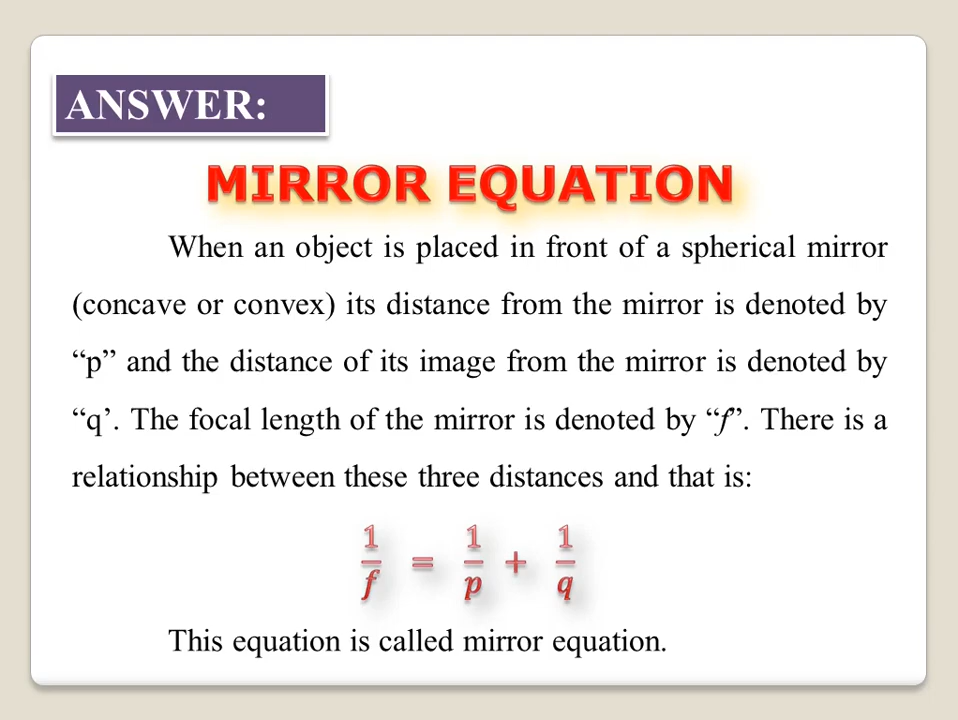 ANSWER:
MIRROR EQUATION
When an object is placed in front of a spherical mirror
(concave or convex) its distance from the mirror is denoted by
“p” and the distance of its image from the mirror is denoted by
“q’. The focal length of the mirror is denoted by “f”. There is a
relationship between these three distances and that is:
1/f = 1/p + 1/q
This equation is called mirror equation.